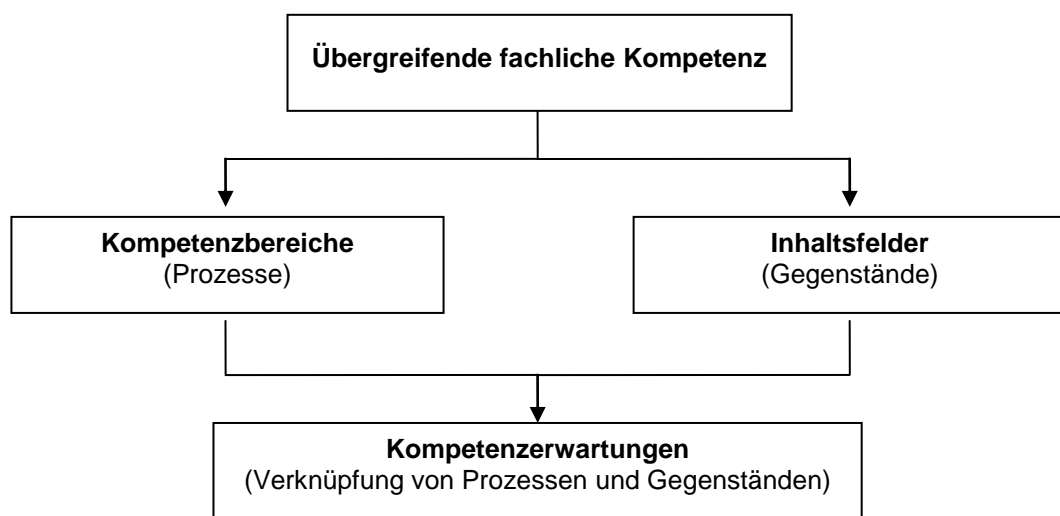 Übergreifende fachliche Kompetenz
Kompetenzbereiche
(Prozesse)
Inhaltsfelder
(Gegenstände)
Kompetenzerwartungen
(Verknüpfung von Prozessen und Gegenständen)